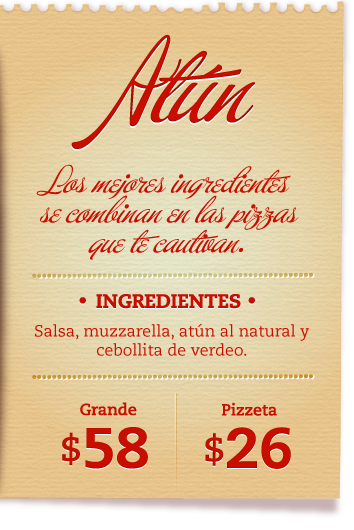 Atún
Los mejores ingredientes
se combinan en las pizzas
que te cautivan.
• INGREDIENTES •
Salsa, muzzarella, atún al natural y
cebollita de verdeo.
Grande Pizzeta
$58 $26